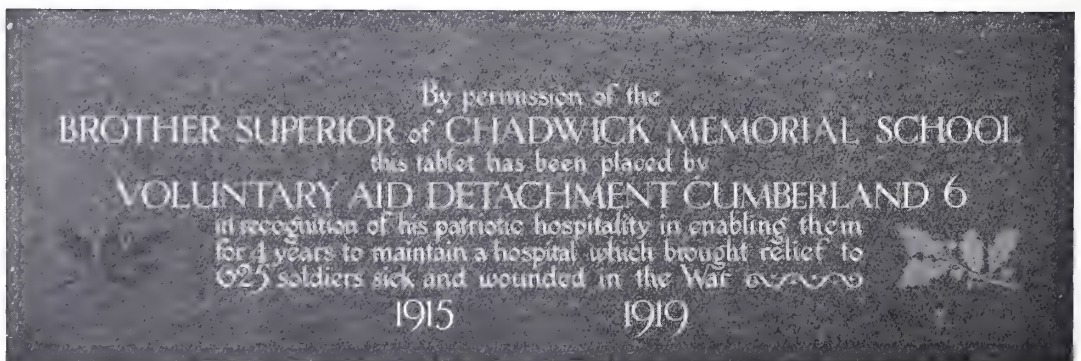 By permission of the
BROTHER SUPERIOR of CHADWICK MEMORIAL SCHOOL
this tablet has been placed by
VOLUNTARY AID DETACHMENT CUMBERLAND 6
in recognition of his patriotic hospitality in enabling them
for 4 years to maintain a hospital which brought relief to
625 soldiers sick and wounded in the War
1915 1919